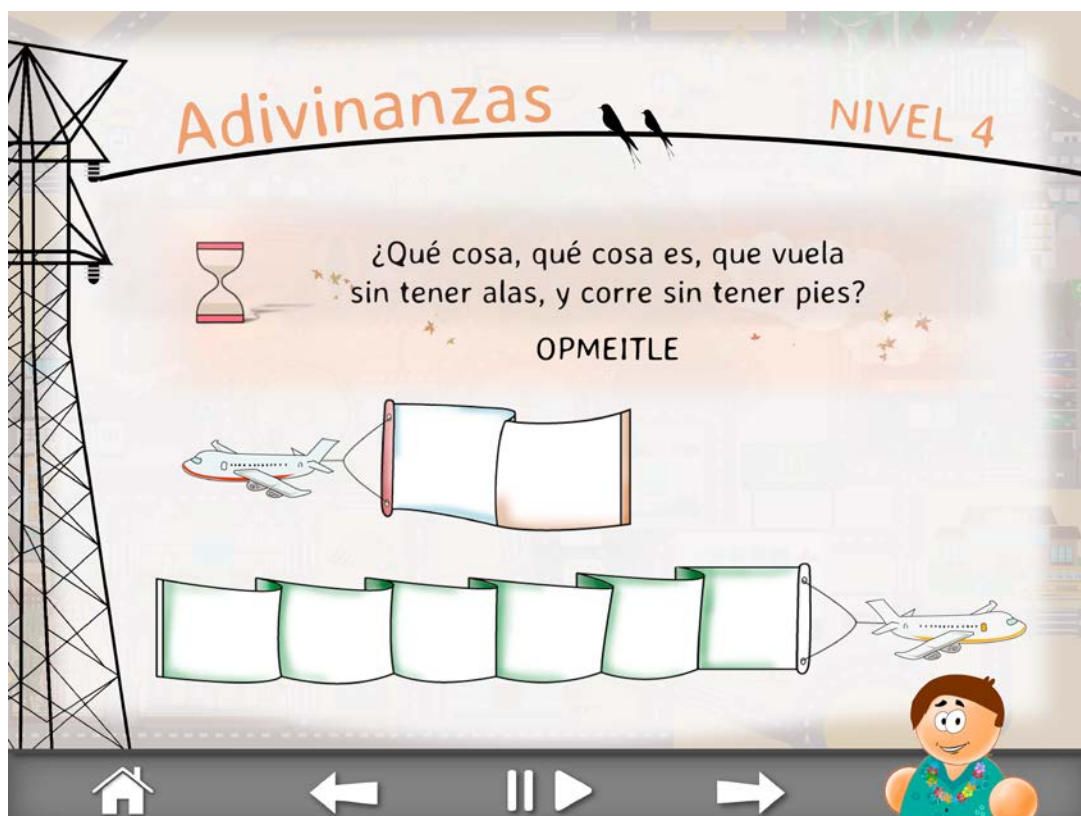 Adivinanzas
NIVEL 4
¿Qué cosa, qué cosa es, que vuela
sin tener alas, y corre sin tener pies?
OPMEITLE